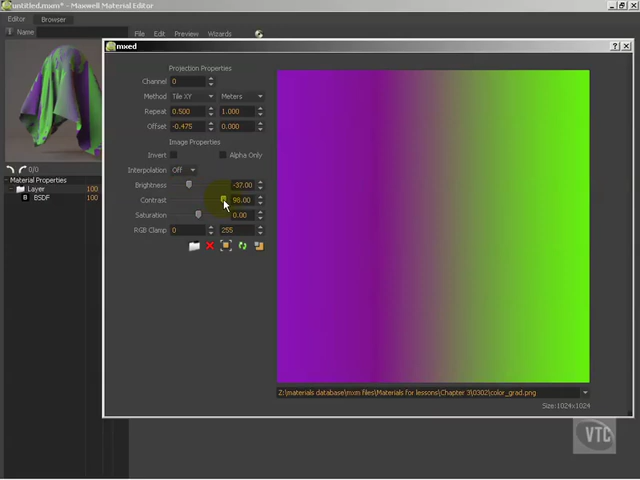 untitled.mxm* - Maxwell Material Editor
Editor Browser
Name File Edit Preview Wizards
mxed
Projection Properties
Channel 0
Method Tile XY Meters
Repeat 0.500 1.000
Offset -0.475 0.000
Image Properties
Invert Alpha Only
Interpolation Off
Brightness -37.00
Contrast 98.00
Saturation 0.00
RGB Clamp 0 255
0/0
Material Properties
Layer 100
BSDF 100
Z:\materials database\mxm files\Materials for lessons\Chapter 3\0302\color_grad.png
Size:1024x1024
VTC